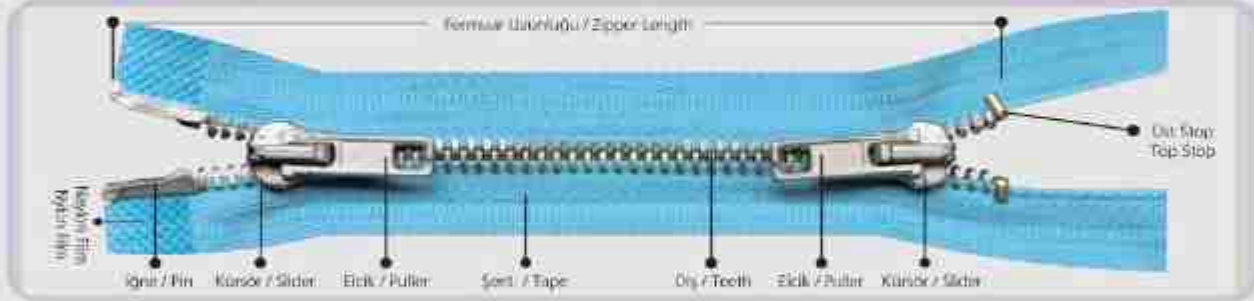 Fermuar Uzunluğu / Zipper Length
Üst Stop
Top Stop
Naylon Film
Nylon Film
İğne / Pin
Kürsör / Slider
Elcik / Puller
Şerit / Tape
Diş / Teeth
Elcik / Puller
Kürsör / Slider